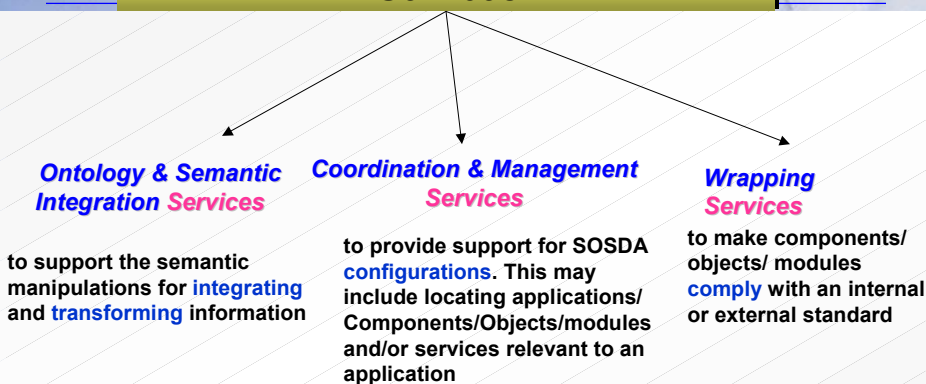 Ontology & Semantic
Integration Services
to support the semantic
manipulations for integrating
and transforming information
Coordination & Management
Services
to provide support for SOSDA
configurations. This may
include locating applications/
Components/Objects/modules
and/or services relevant to an
application
Wrapping
Services
to make components/
objects/ modules
comply with an internal
or external standard